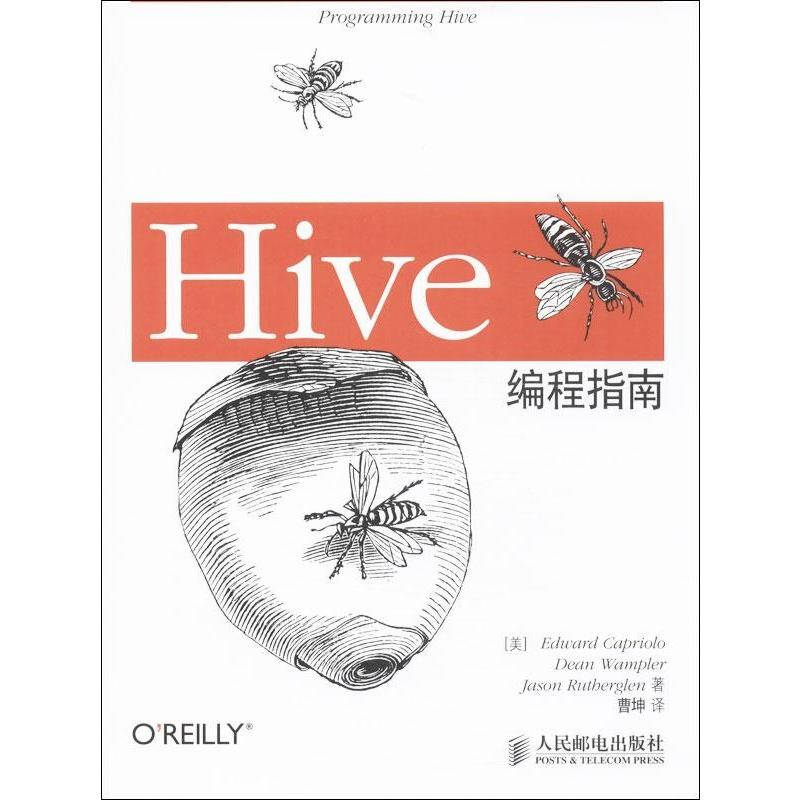 Programming Hive
Hive
编程指南
[美] Edward Capriolo
Dean Wampler
Jason Rutherglen 著
曹坤 译
O'REILLY®
人民邮电出版社
POSTS & TELECOM PRESS